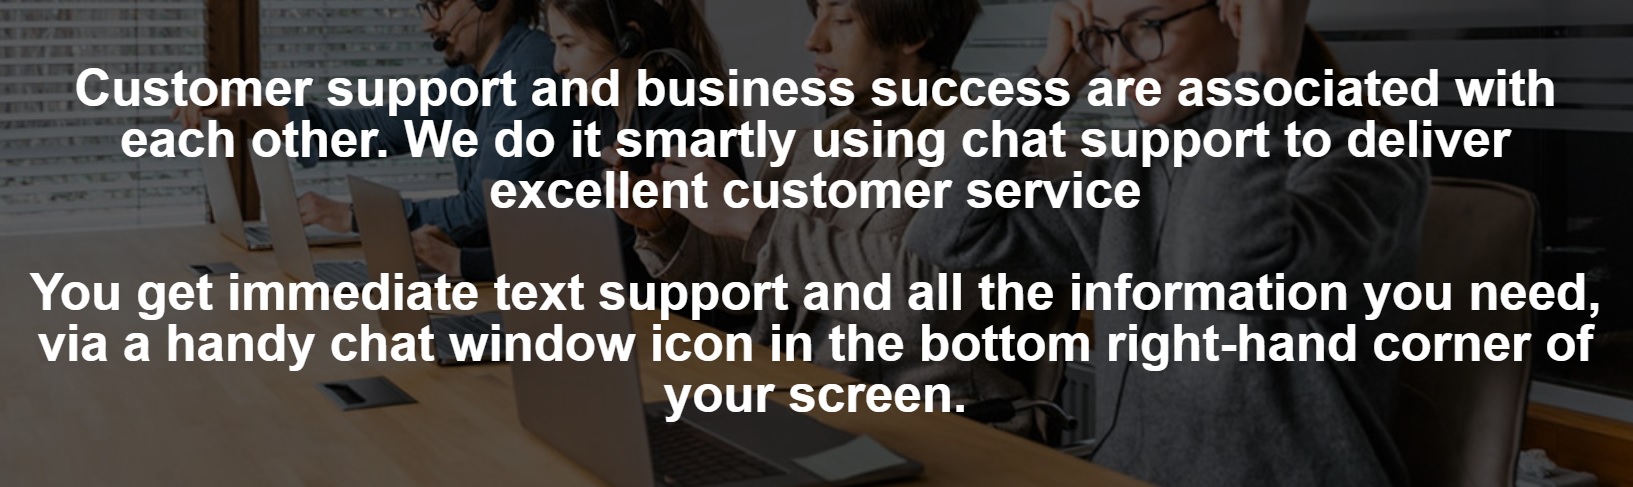 Customer support and business success are associated with
each other. We do it smartly using chat support to deliver
excellent customer service
You get immediate text support and all the information you need,
via a handy chat window icon in the bottom right-hand corner of
your screen.